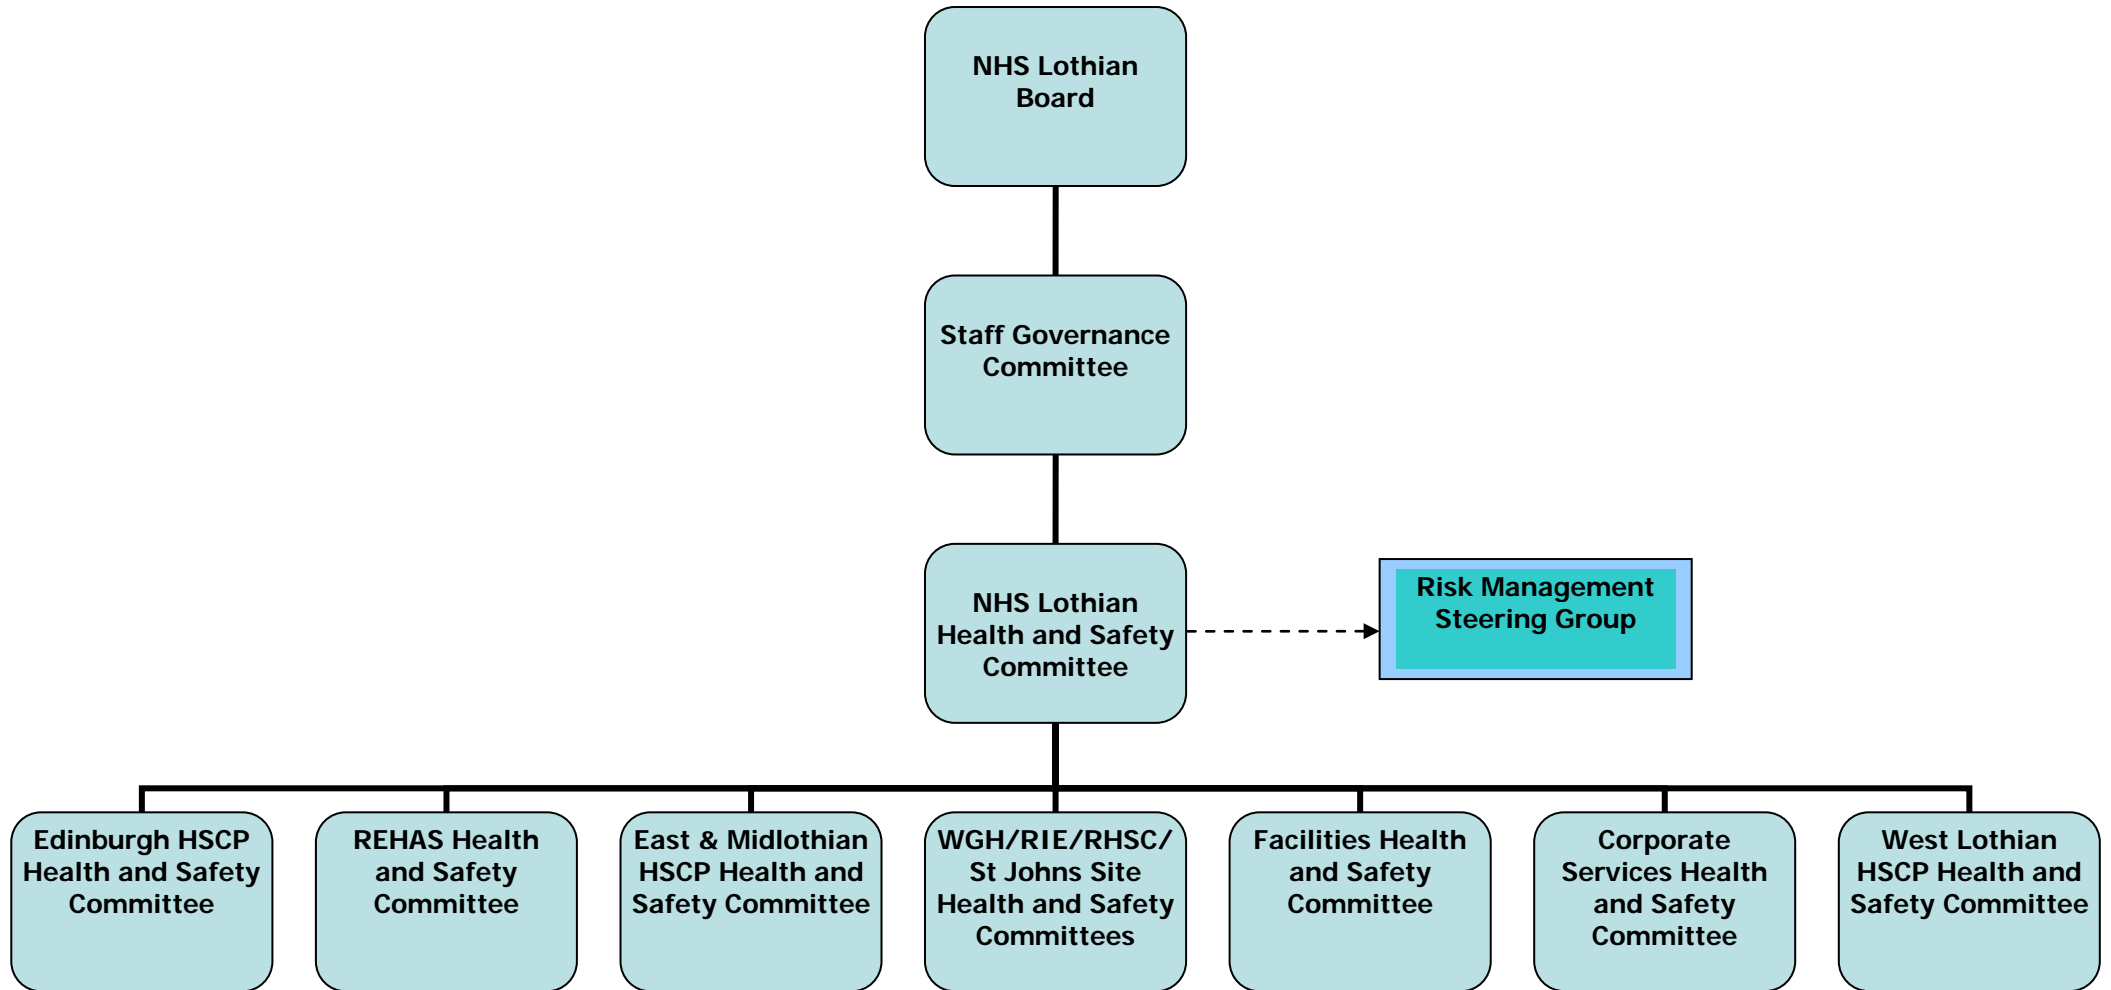 NHS Lothian
Board
Staff Governance
Committee
NHS Lothian
Health and Safety
Committee
Risk Management
Steering Group
Edinburgh HSCP
Health and Safety
Committee
REHAS Health
and Safety
Committee
East & Midlothian
HSCP Health and
Safety Committee
WGH/RIE/RHSC/
St Johns Site
Health and Safety
Committees
Facilities Health
and Safety
Committee
Corporate
Services Health
and Safety
Committee
West Lothian
HSCP Health and
Safety Committee